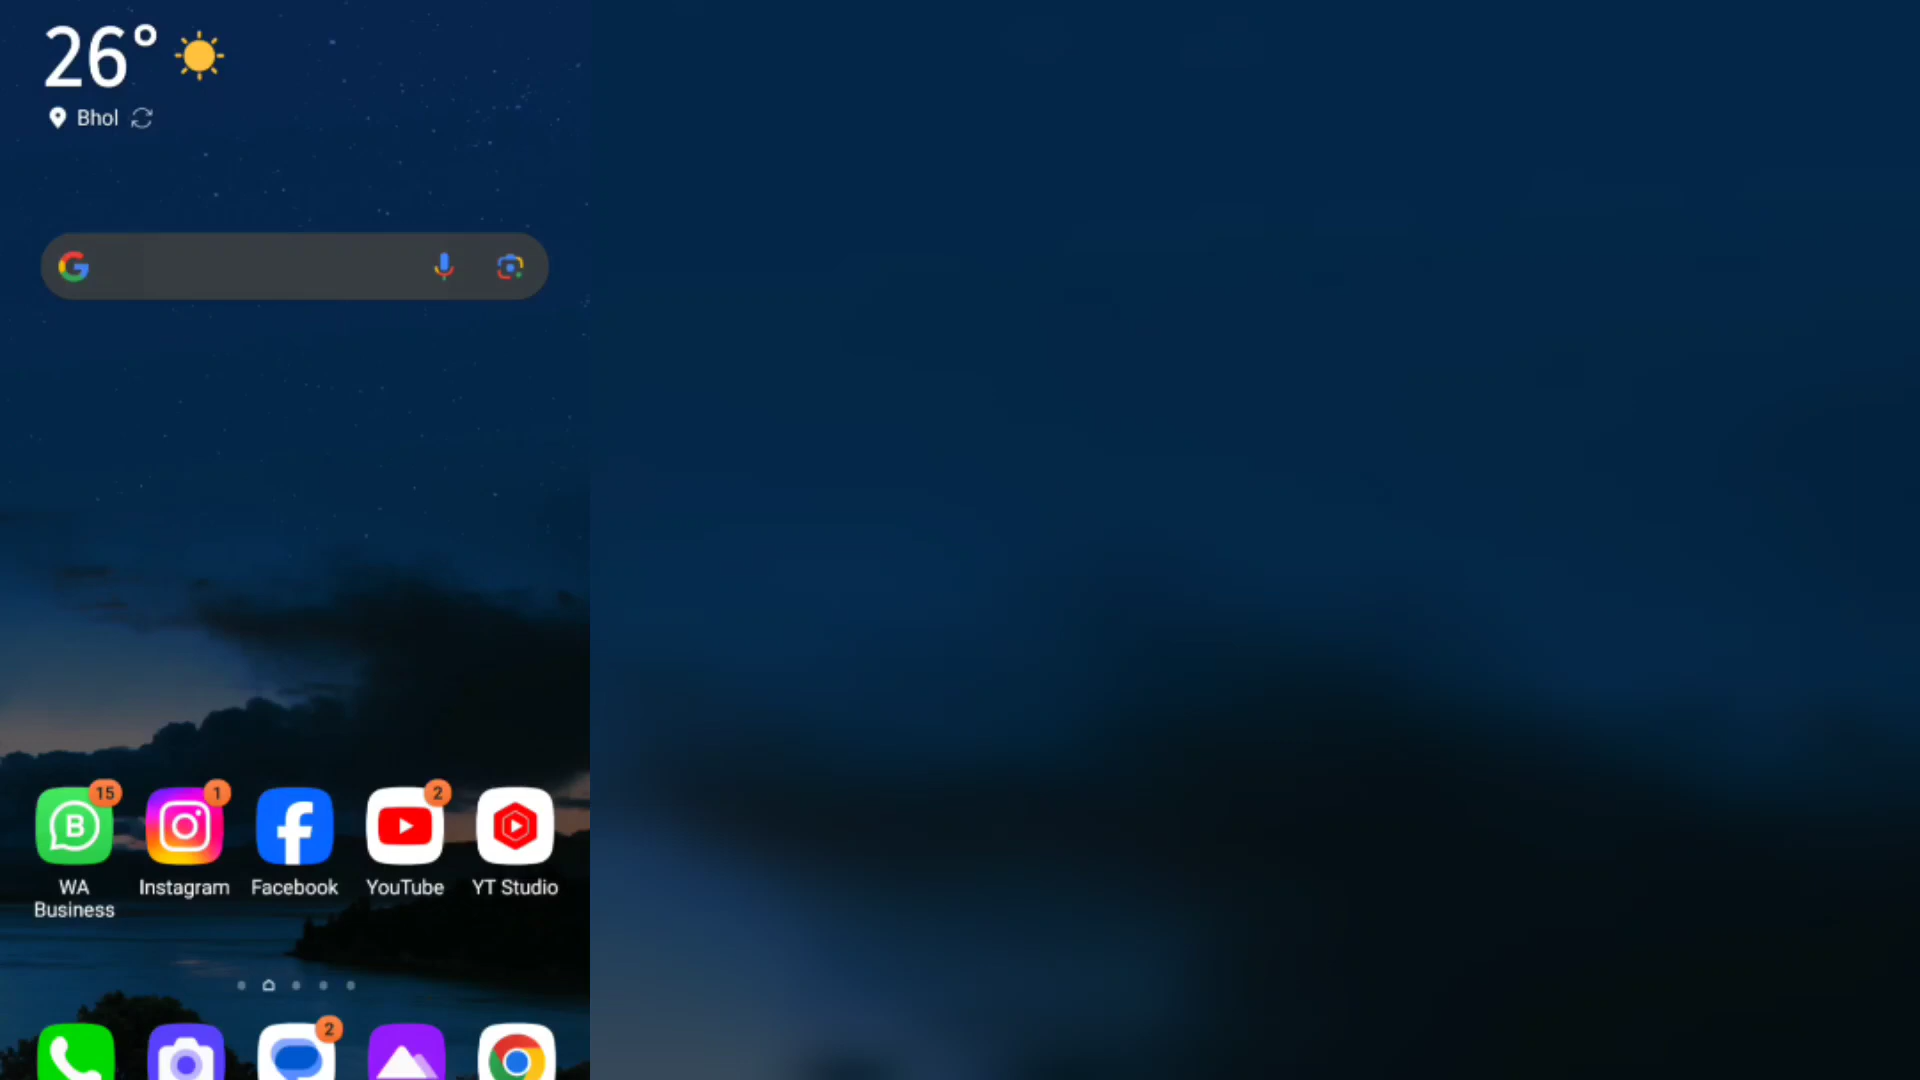 26°
Bhol
15
1
2
WA Business
Instagram
Facebook
YouTube
YT Studio
2